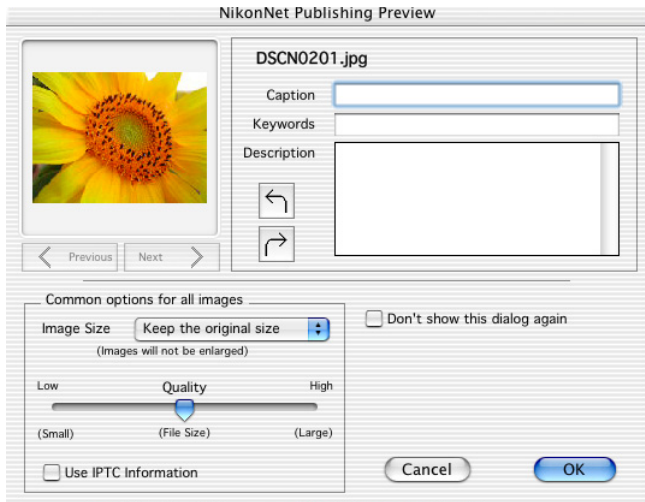 NikonNet Publishing Preview
DSCN0201.jpg
Caption
Keywords
Description
Previous
Next
Common options for all images
Image Size Keep the original size
(Images will not be enlarged)
Don't show this dialog again
Low Quality High
(Small) (File Size) (Large)
Use IPTC Information
Cancel OK